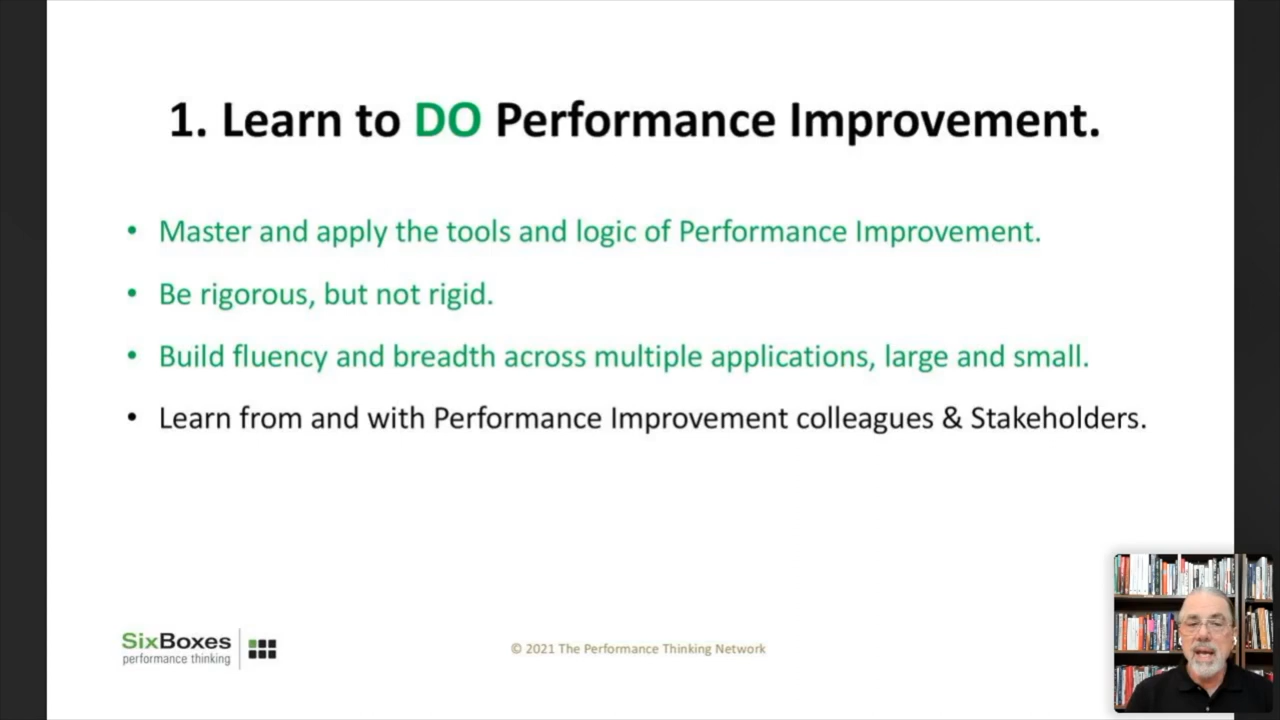 1. Learn to DO Performance Improvement.
• Master and apply the tools and logic of Performance Improvement.
• Be rigorous, but not rigid.
• Build fluency and breadth across multiple applications, large and small.
• Learn from and with Performance Improvement colleagues & Stakeholders.
SixBoxes
performance thinking
© 2021 The Performance Thinking Network